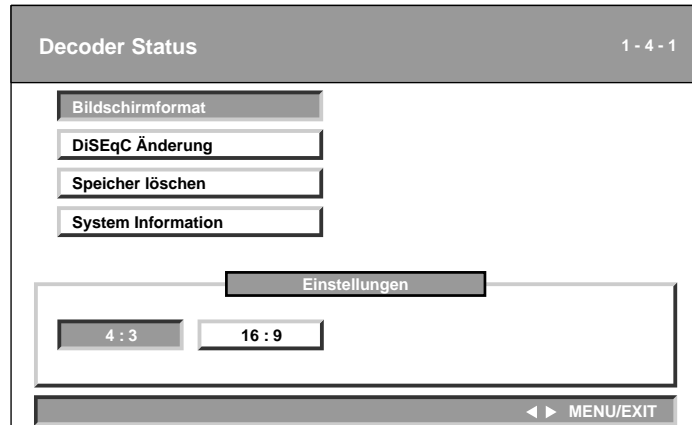 Decoder Status 1 - 4 - 1
Bildschirmformat
DiSEqC Änderung
Speicher löschen
System Information
Einstellungen
4 : 3 16 : 9
◀ ▶ MENU/EXIT